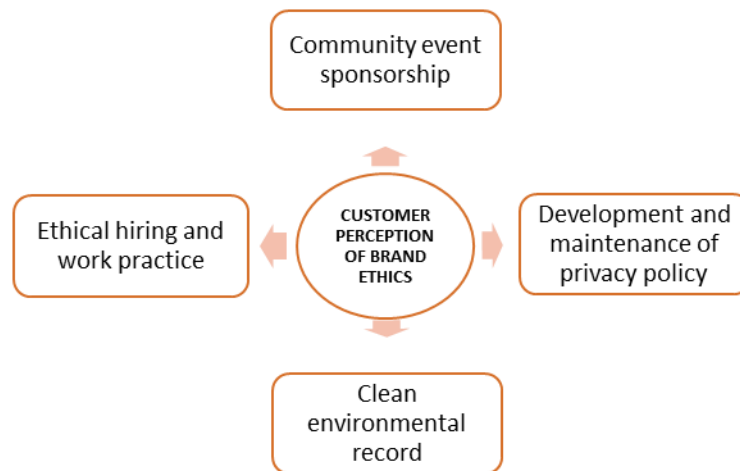 Community event
sponsorship
Ethical hiring and
work practice
CUSTOMER
PERCEPTION
OF BRAND
ETHICS
Development and
maintenance of
privacy policy
Clean
environmental
record